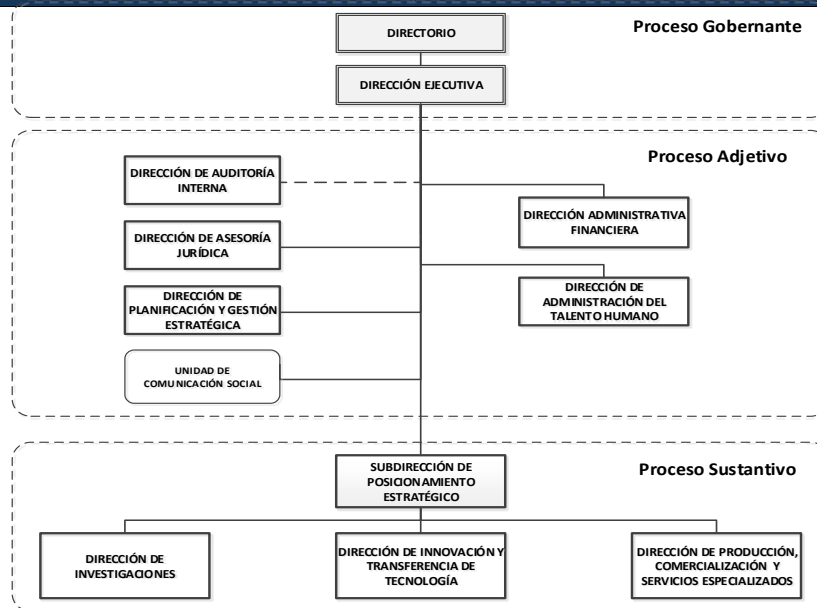 Proceso Gobernante
DIRECTORIO
DIRECCIÓN EJECUTIVA
Proceso Adjetivo
DIRECCIÓN DE AUDITORÍA
INTERNA
DIRECCIÓN ADMINISTRATIVA
FINANCIERA
DIRECCIÓN DE ASESORÍA
JURÍDICA
DIRECCIÓN DE
ADMINISTRACIÓN DEL
TALENTO HUMANO
DIRECCIÓN DE
PLANIFICACIÓN Y GESTIÓN
ESTRATÉGICA
UNIDAD DE
COMUNICACIÓN SOCIAL
Proceso Sustantivo
SUBDIRECCIÓN DE
POSICIONAMIENTO
ESTRATÉGICO
DIRECCIÓN DE
INVESTIGACIONES
DIRECCIÓN DE INNOVACIÓN Y
TRANSFERENCIA DE
TECNOLOGÍA
DIRECCIÓN DE PRODUCCIÓN,
COMERCIALIZACIÓN Y
SERVICIOS ESPECIALIZADOS